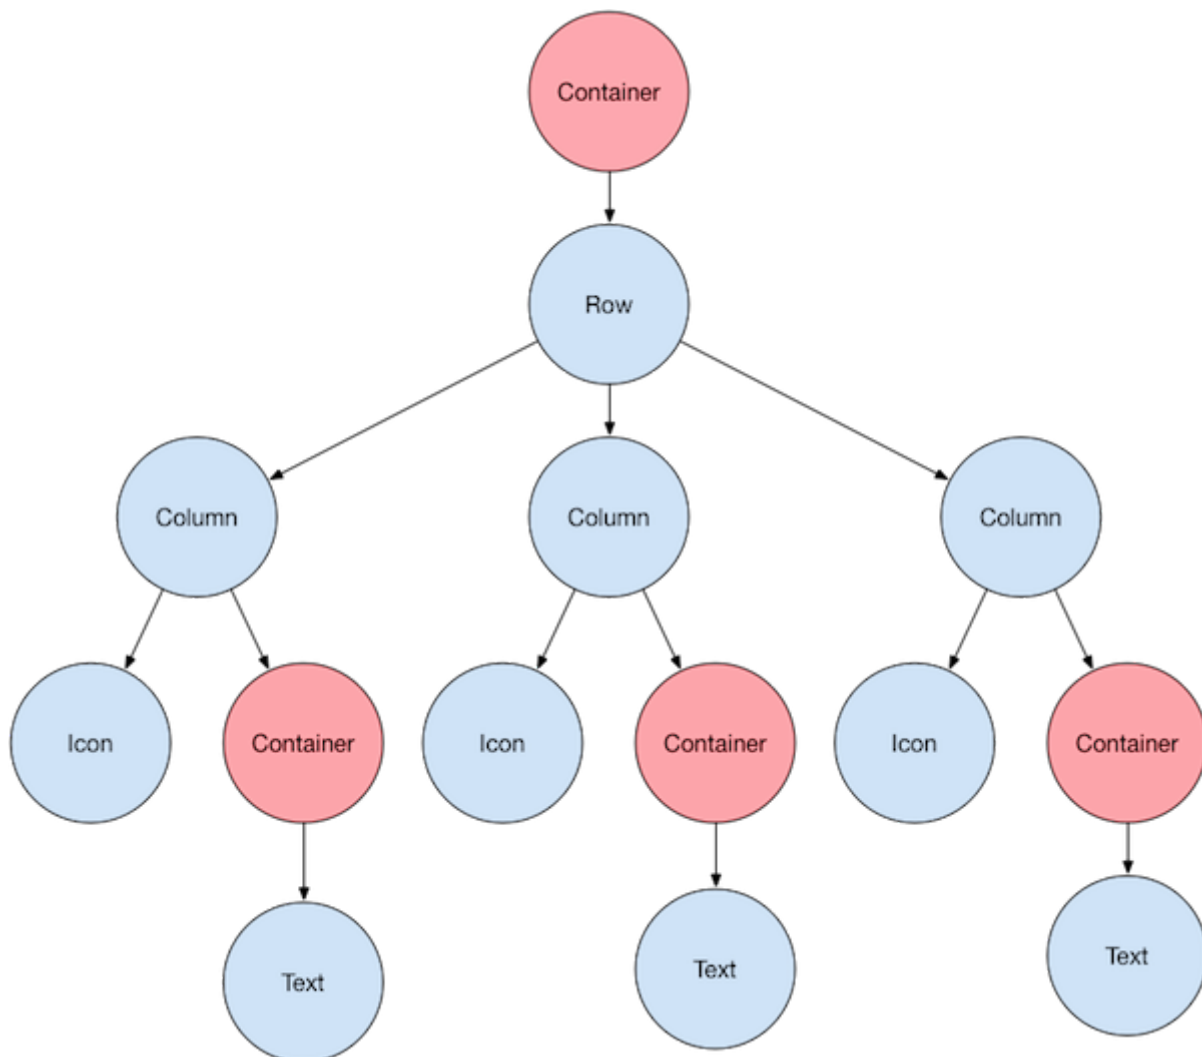 Container
Row
Column
Column
Column
Icon
Container
Icon
Container
Icon
Container
Text
Text
Text